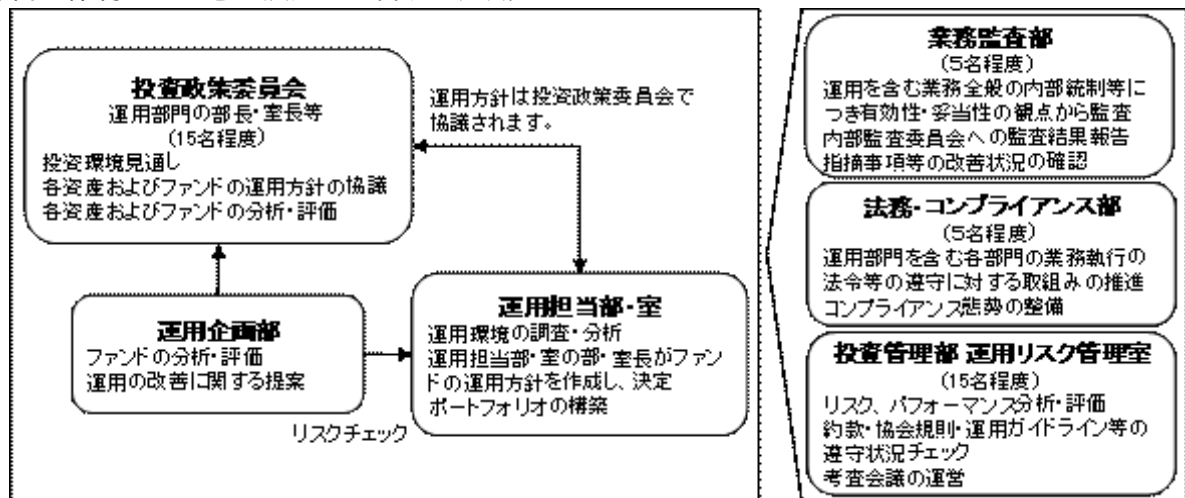 投資政策委員会
運用部門の部長・室長等
(15名程度)
投資環境見通し
各資産およびファンドの運用方針の協議
各資産およびファンドの分析・評価
運用方針は投資政策委員会で
協議されます。
運用企画部
ファンドの分析・評価
運用の改善に関する提案
運用担当部・室
運用環境の調査・分析
運用担当部・室の部・室長がファン
ドの運用方針を作成し、決定
ポートフォリオの構築
リスクチェック
業務監査部
(5名程度)
運用を含む業務全般の内部統制等に
つき有効性・妥当性の観点から監査
内部監査委員会への監査結果報告
指摘事項等の改善状況の確認
法務・コンプライアンス部
(5名程度)
運用部門を含む各部門の業務執行の
法令等の遵守に対する取組みの推進
コンプライアンス態勢の整備
投資管理部 運用リスク管理室
(15名程度)
リスク、パフォーマンス分析・評価
約款・協会規則・運用ガイドライン等の
遵守状況チェック
考査会議の運営